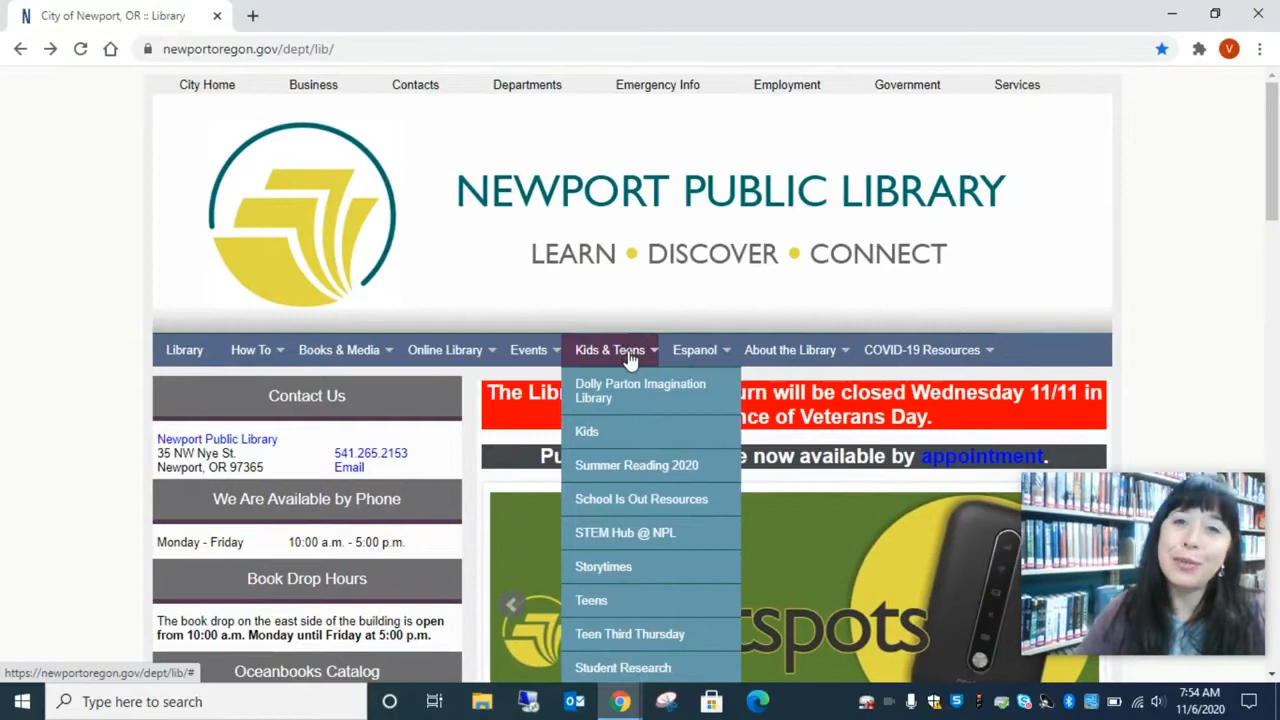 City of Newport, OR :: Library
newportoregon.gov/dept/lib/
V
City Home Business Contacts Departments Emergency Info Employment Government Services
NEWPORT PUBLIC LIBRARY
LEARN • DISCOVER • CONNECT
Library How To Books & Media Online Library Events Kids & Teens Espanol About the Library COVID-19 Resources
Dolly Parton Imagination
Library
Kids
Summer Reading 2020
School Is Out Resources
STEM Hub @ NPL
Storytimes
Teens
Teen Third Thursday
Student Research
Contact Us
Newport Public Library
35 NW Nye St. 541.265.2153
Newport, OR 97365 Email
We Are Available by Phone
Monday - Friday 10:00 a.m. - 5:00 p.m.
Book Drop Hours
The book drop on the east side of the building is open
from 10:00 a.m. Monday until Friday at 5:00 p.m.
Oceanbooks Catalog
The Lib urn will be closed Wednesday 11/11 in
nce of Veterans Day.
Pu e now available by appointment.
tspots
https://newportoregon.gov/dept/lib/#
Type here to search
7:54 AM
11/6/2020